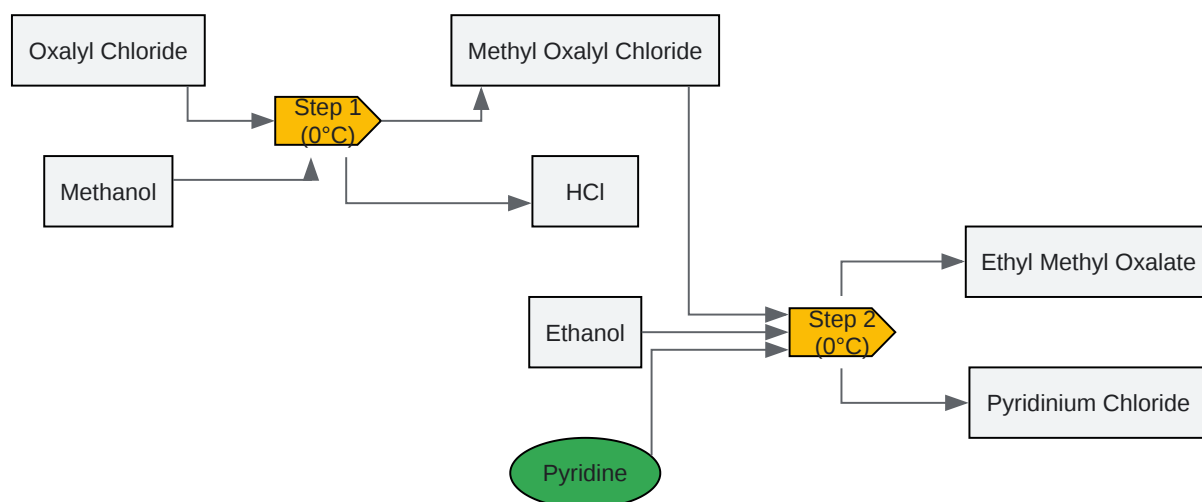 Oxalyl Chloride
Methyl Oxalyl Chloride
Step 1
(0°C)
Methanol
HCl
Ethyl Methyl Oxalate
Ethanol
Step 2
(0°C)
Pyridinium Chloride
Pyridine